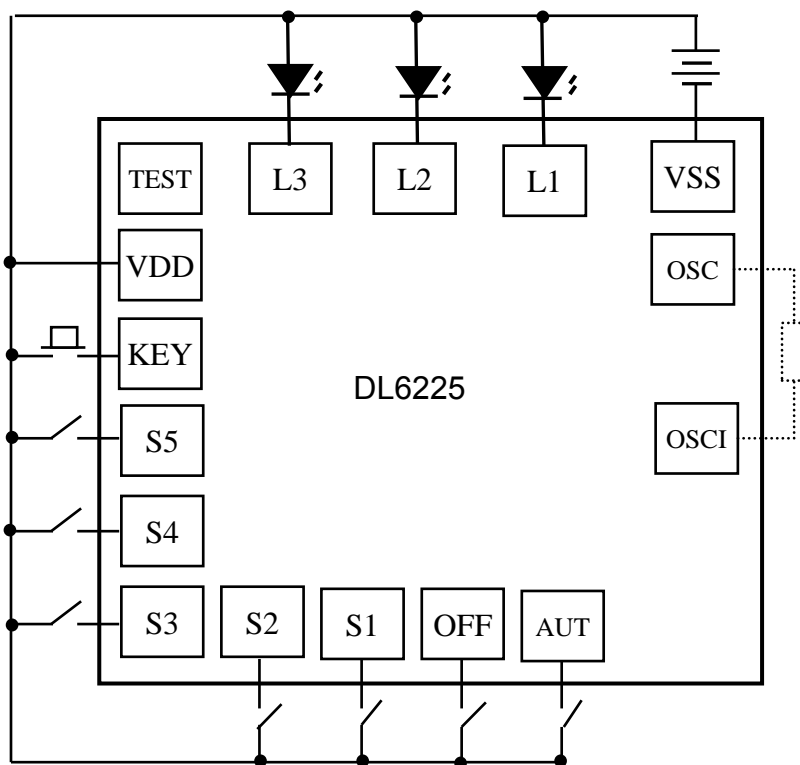 TEST
L3
L2
L1
VSS
VDD
OSC
KEY
DL6225
S5
OSCI
S4
S3
S2
S1
OFF
AUT